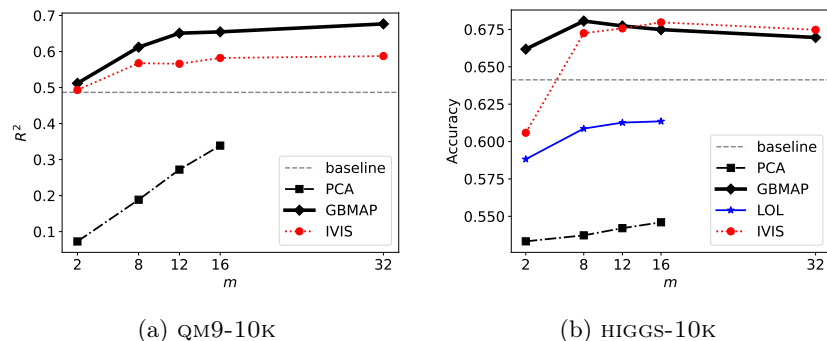 0.7
0.6
0.5
0.4
0.3
0.2
0.1
R²
2 8 12 16 32
m
baseline
PCA
GBMAP
IVIS
(a) QM9-10K
0.675
0.650
0.625
0.600
0.575
0.550
Accuracy
2 8 12 16 32
m
baseline
PCA
GBMAP
LOL
IVIS
(b) HIGGS-10K